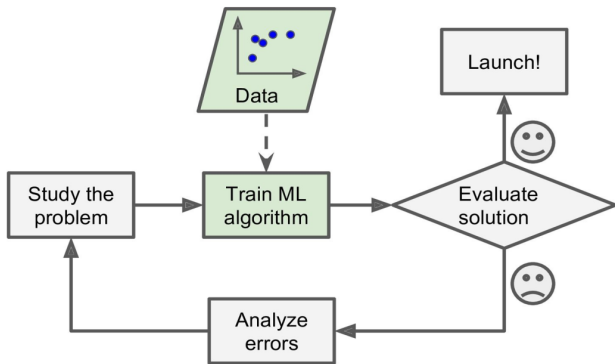 Data
Launch!
Study the
problem
Train ML
algorithm
Evaluate
solution
Analyze
errors